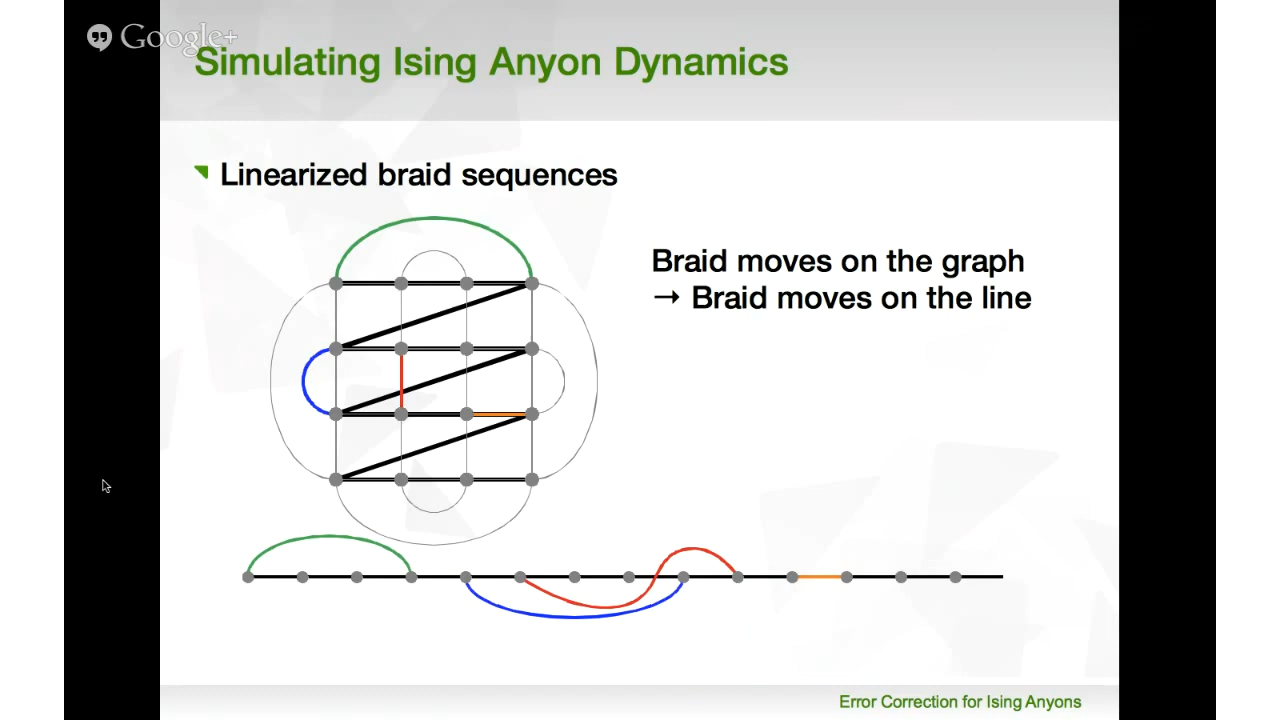 Google+
Simulating Ising Anyon Dynamics
Linearized braid sequences
Braid moves on the graph
→ Braid moves on the line
Error Correction for Ising Anyons